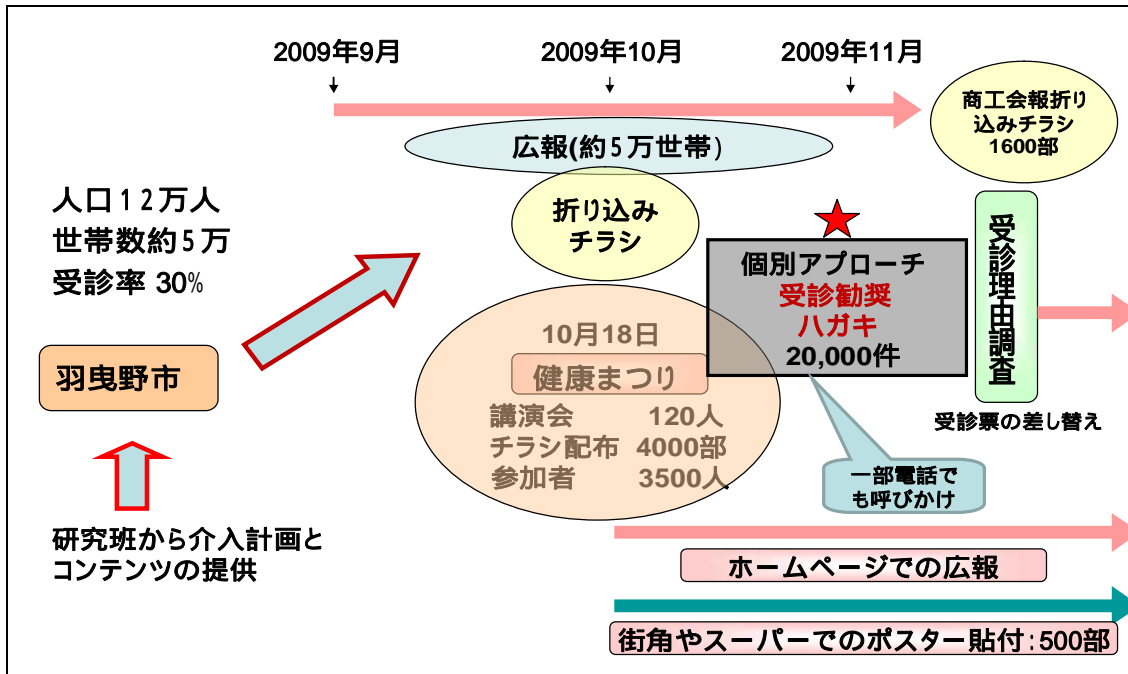 2009年9月
2009年10月
2009年11月
広報(約5万世帯)
折り込み
チラシ
商工会報折り
込みチラシ
1600部
人口12万人
世帯数約5万
受診率 30%
羽曳野市
研究班から介入計画と
コンテンツの提供
10月18日
健康まつり
講演会 120人
チラシ配布 4000部
参加者 3500人
個別アプローチ
受診勧奨
ハガキ
20,000件
一部電話で
も呼びかけ
受診理由調査
受診票の差し替え
ホームページでの広報
街角やスーパーでのポスター貼付:500部